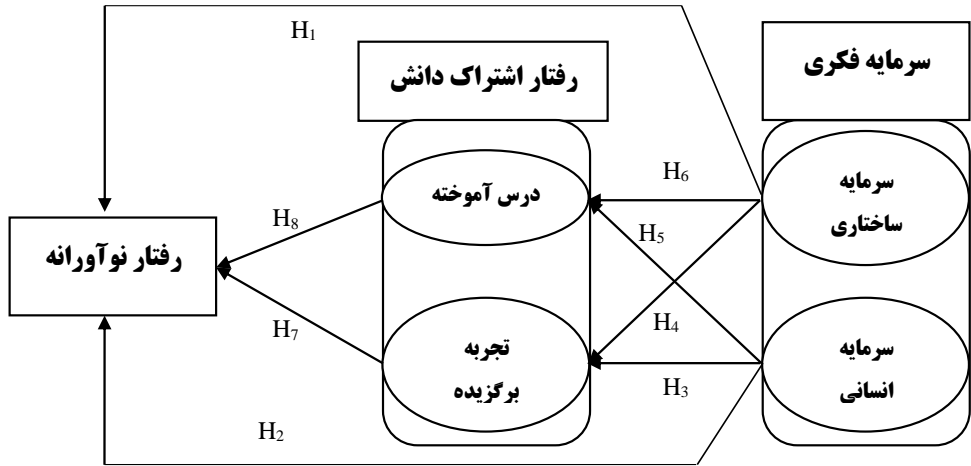 H₁
سرمایه فکری
رفتار اشتراک دانش
سرمایه
ساختاری
H₆
درس آموخته
H₈
H₅
رفتار نوآورانه
H₄
H₇
سرمایه
انسانی
H₃
تجربه
برگزیده
H₂